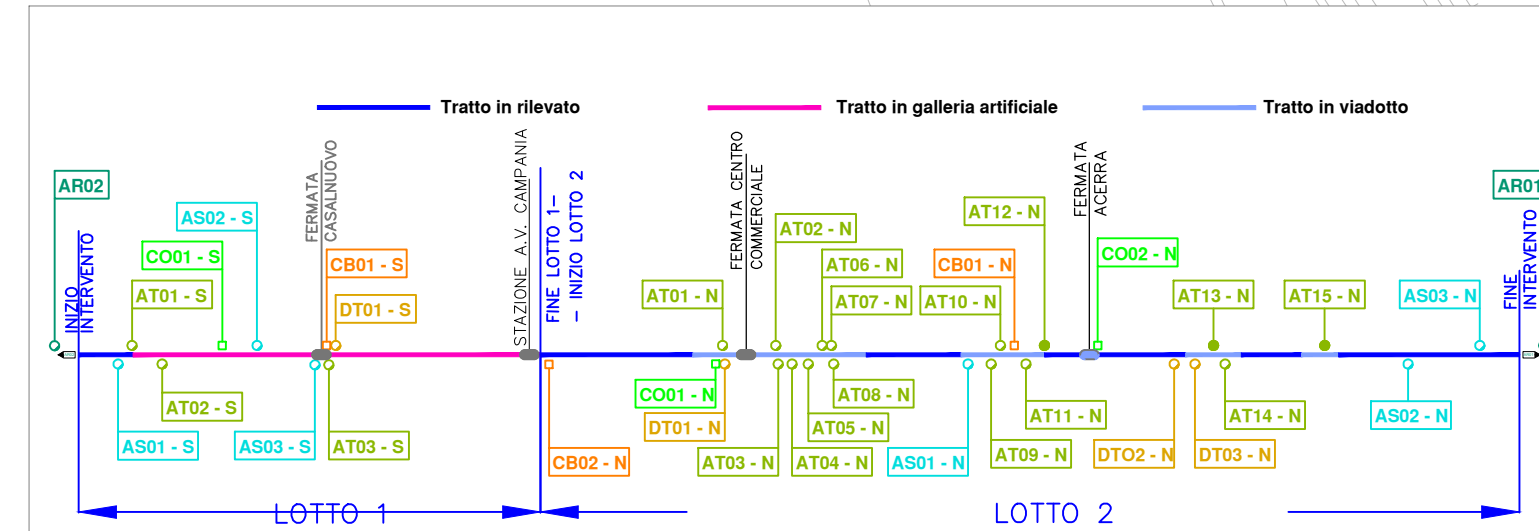 Tratto in rilevato
Tratto in galleria artificiale
Tratto in viadotto
AR02
INIZIO
INTERVENTO
AS02 - S
CO01 - S
AT01 - S
FERMATA
CASALNUOVO
CB01 - S
DT01 - S
STAZIONE A.V. CAMPANIA
FINE LOTTO 1-
- INIZIO LOTTO 2
AT01 - N
FERMATA CENTRO
COMMERCIALE
AT02 - N
AT06 - N
AT07 - N
AT12 - N
CB01 - N
AT10 - N
FERMATA
ACERRA
CO02 - N
AT13 - N
AT15 - N
AS03 - N
AR01
FINE
INTERVENTO
AT02 - S
AS01 - S
AS03 - S
AT03 - S
CB02 - N
CO01 - N
DT01 - N
AT03 - N
AT04 - N
AT05 - N
AT08 - N
AS01 - N
AT09 - N
AT11 - N
DTO2 - N
DT03 - N
AT14 - N
AS02 - N
LOTTO 1
LOTTO 2